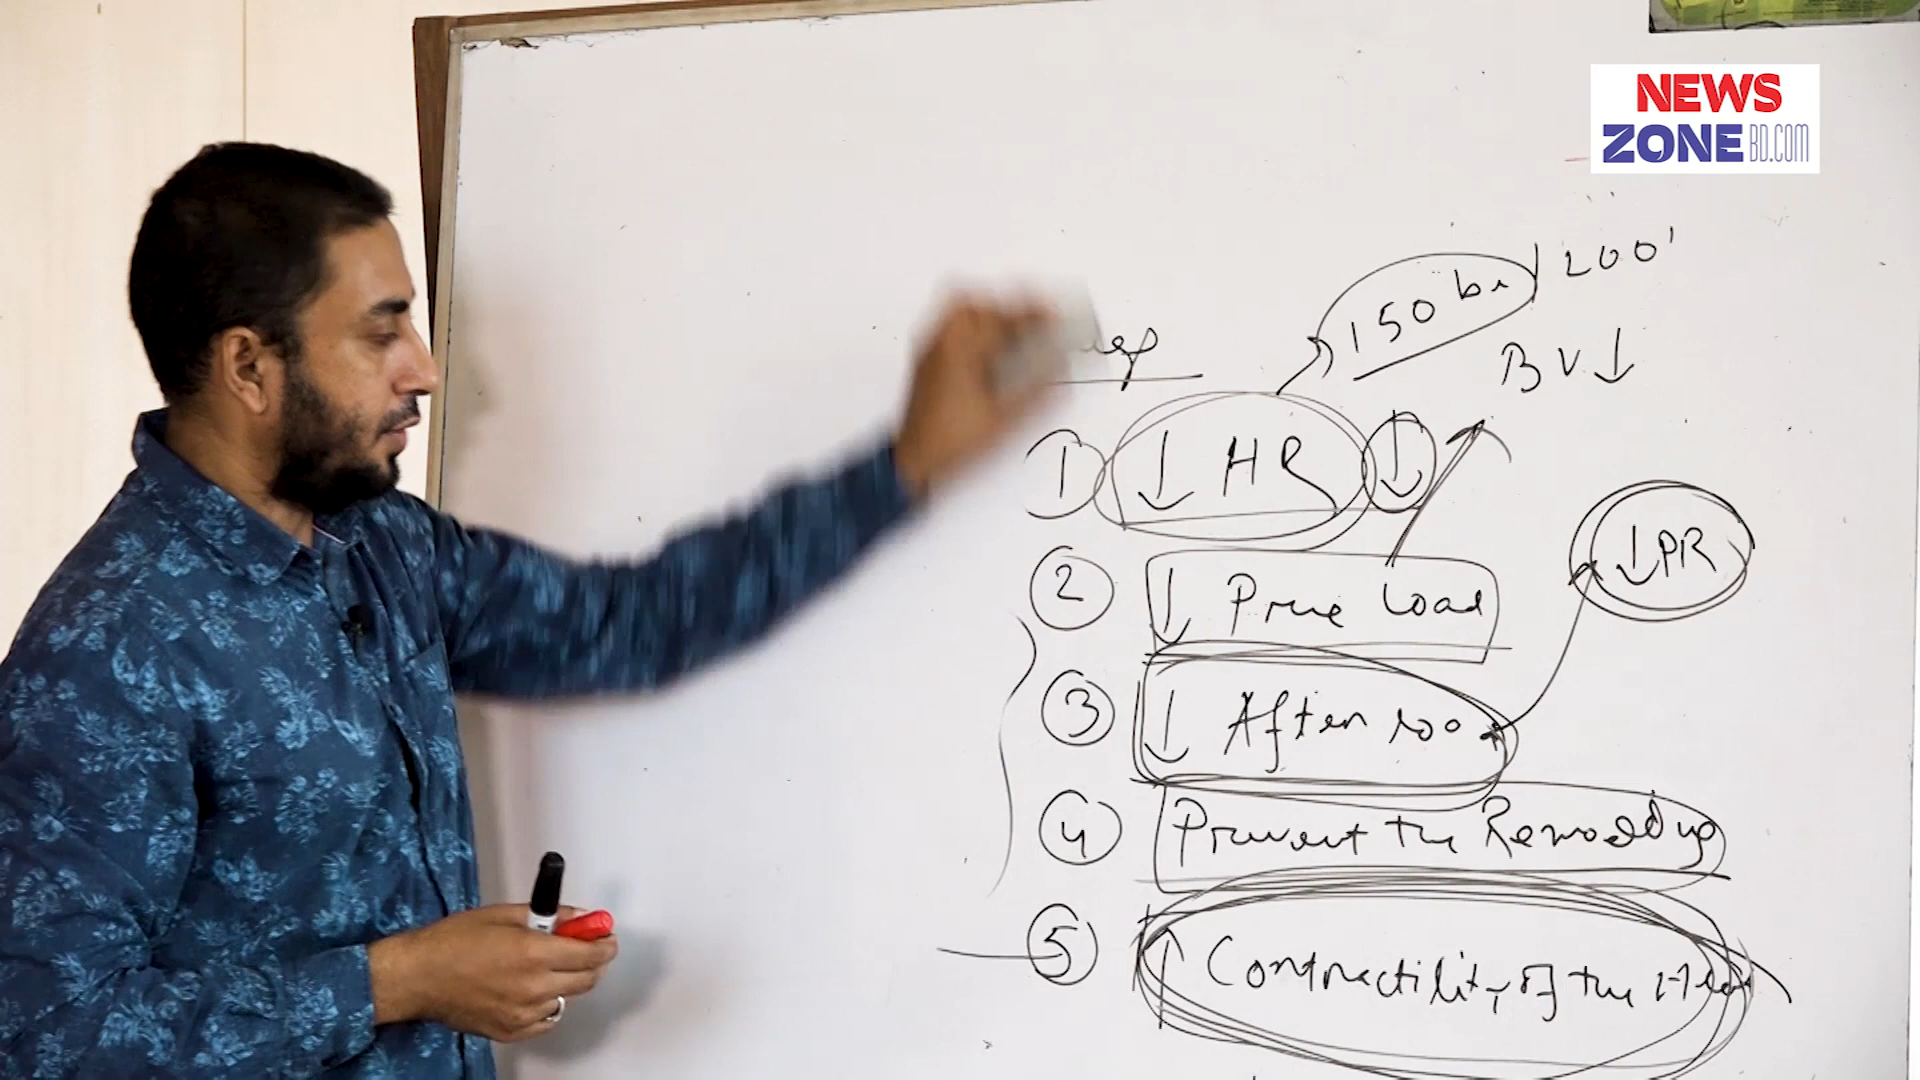 NEWS
ZONE BD.COM
150 200'
BV↓
① ↓ HR ↓
② ↓ Pre Load
↓PR
③ ↓ After
④ Prevent the Remodeling
⑤ ↑ Contractility of the